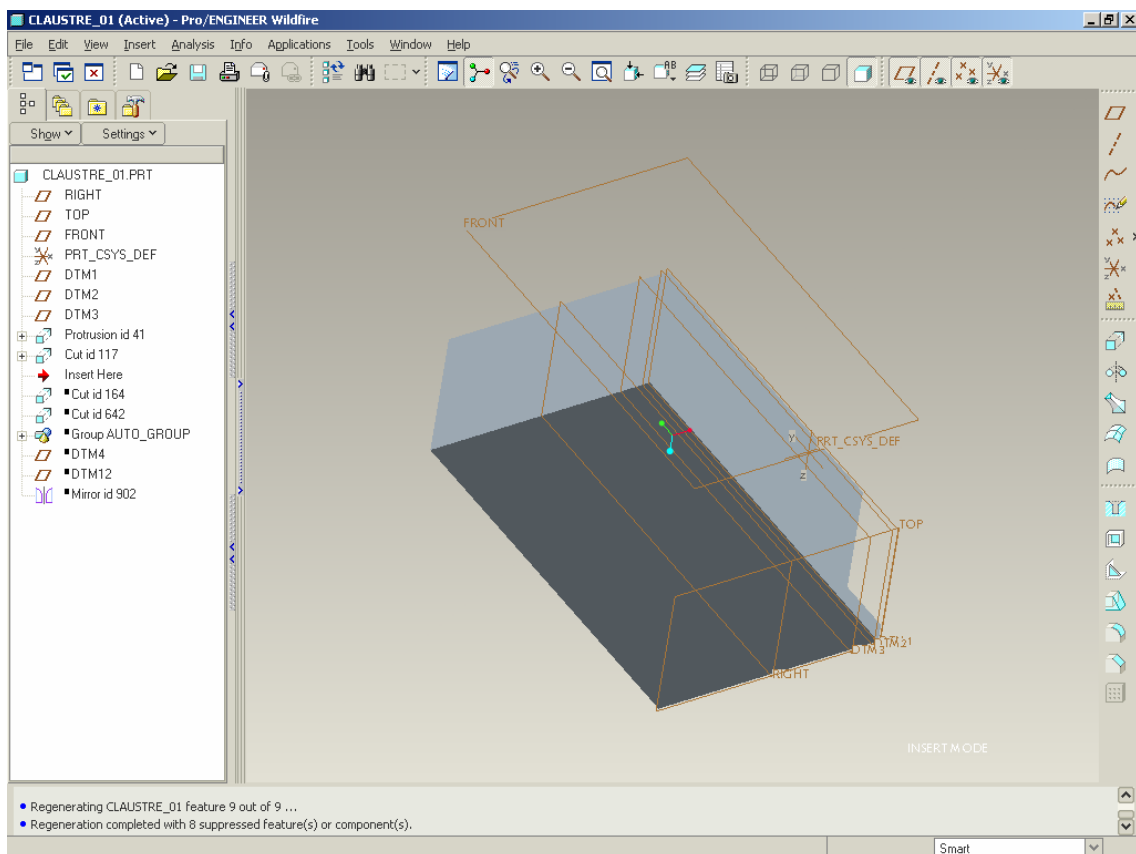 CLAUSTRE_01 (Active) - Pro/ENGINEER Wildfire
File Edit View Insert Analysis Info Applications Tools Window Help
Show Settings
CLAUSTRE_01.PRT
RIGHT
TOP
FRONT
PRT_CSYS_DEF
DTM1
DTM2
DTM3
Protrusion id 41
Cut id 117
Insert Here
Cut id 164
Cut id 642
Group AUTO_GROUP
DTM4
DTM12
Mirror id 902
FRONT
Y
PRT_CSYS_DEF
Z
TOP
DTM3
RIGHT
INSERT MODE
• Regenerating CLAUSTRE_01 feature 9 out of 9 ...
• Regeneration completed with 8 suppressed feature(s) or component(s).
Smart